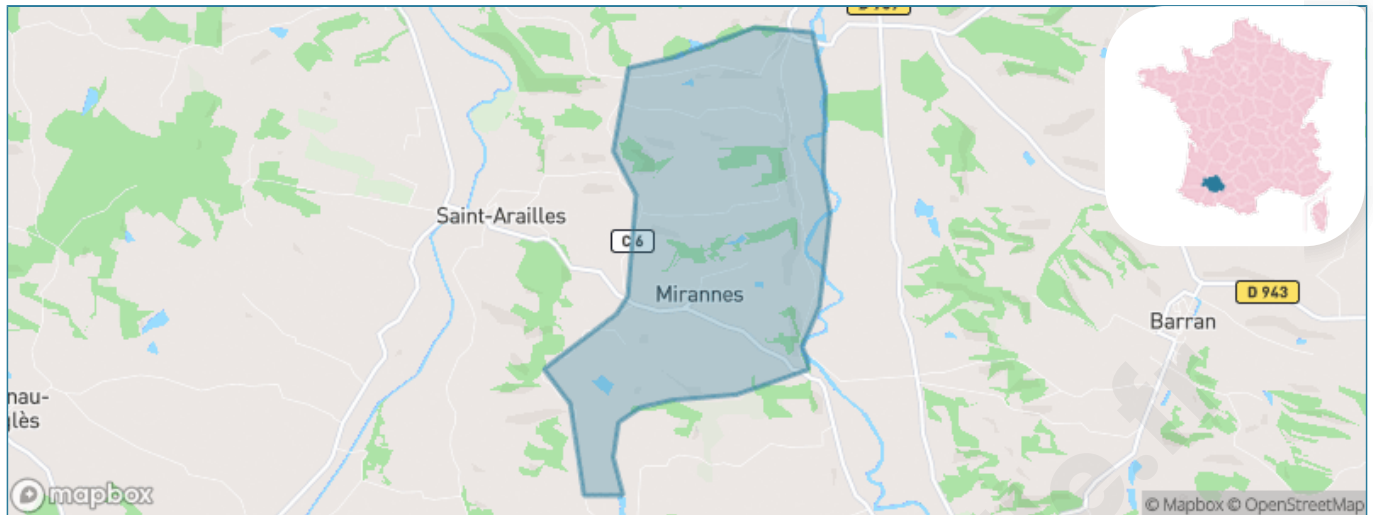 Saint-Arailles
C 6
Mirannes
D 943
Barran
nau-
glès
mapbox
© Mapbox © OpenStreetMap